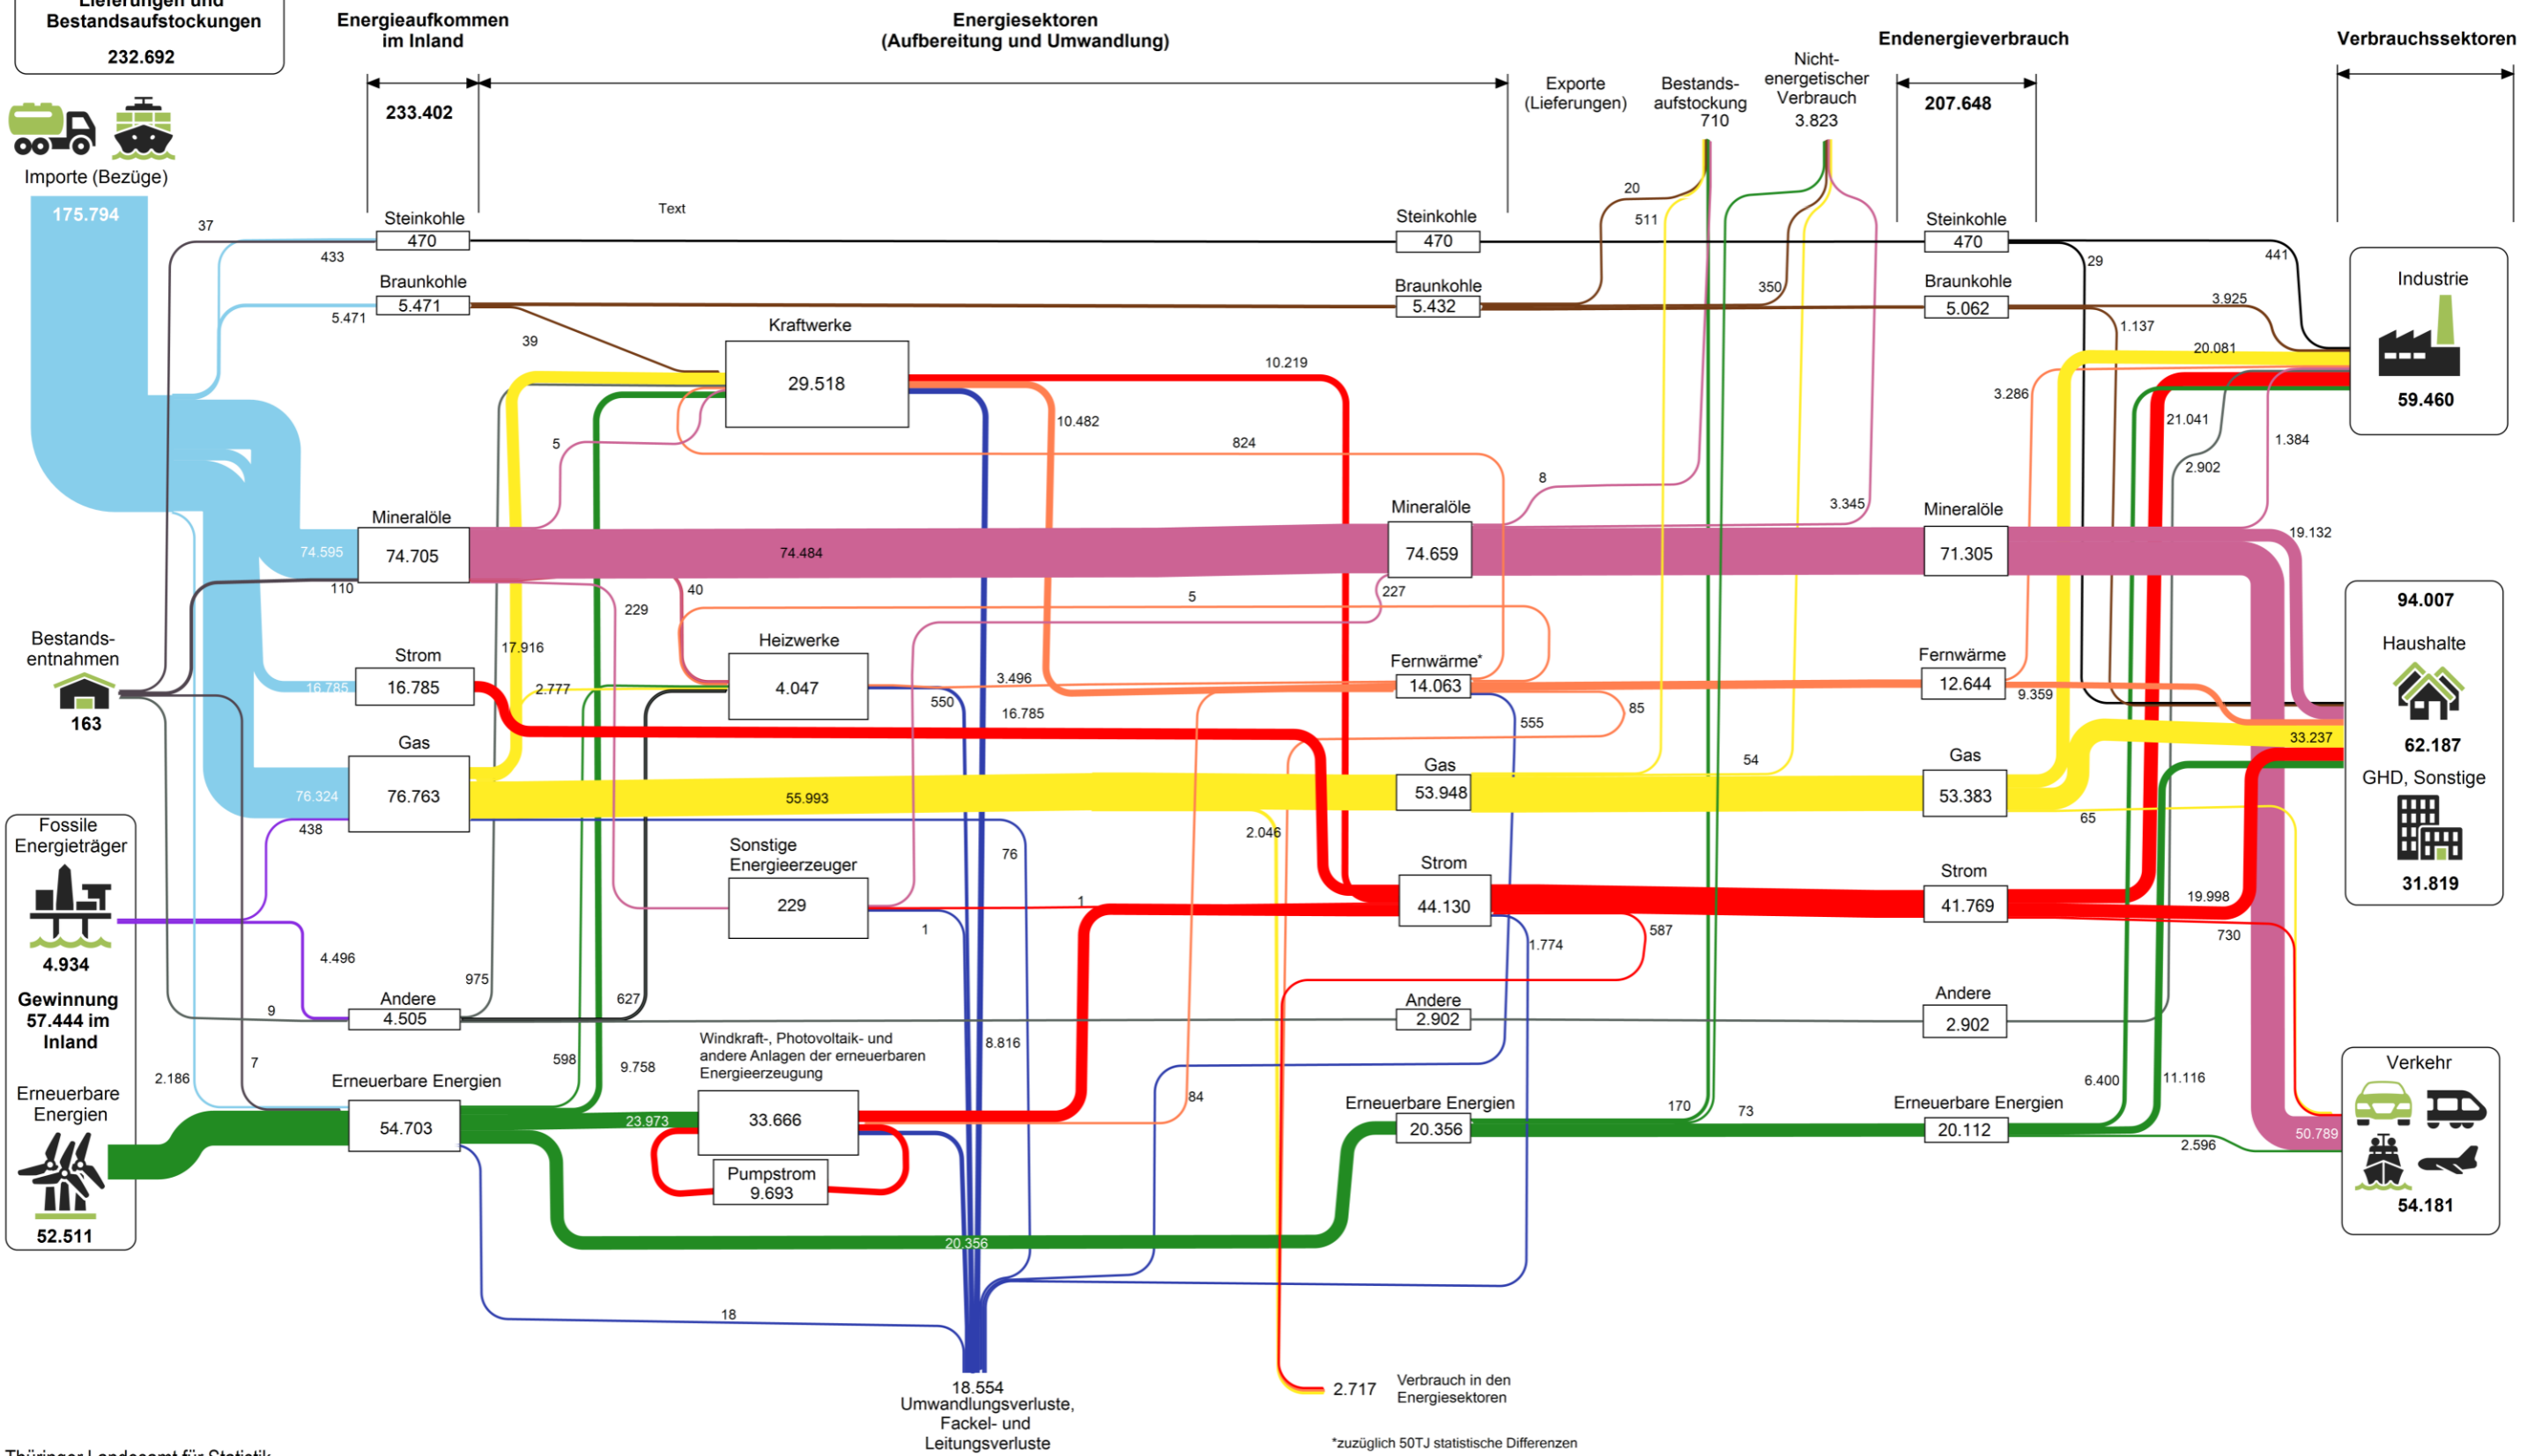 Lieferungen und
Bestandsaufstockungen
232.692
Energieaufkommen
im Inland
233.402
Energiesektoren
(Aufbereitung und Umwandlung)
Exporte
(Lieferungen)
Bestands-
aufstockung
710
Nicht-
energetischer
Verbrauch
3.823
Endenergieverbrauch
207.648
Verbrauchssektoren
Importe (Bezüge)
175.794
Text
37
433
Steinkohle
470
Steinkohle
470
20
511
Steinkohle
470
29
441
5.471
Braunkohle
5.471
39
Braunkohle
5.432
350
Braunkohle
5.062
1.137
3.925
Industrie
59.460
Kraftwerke
29.518
10.219
10.482
824
5
20.081
3.286
21.041
2.902
1.384
74.595
110
Mineralöle
74.705
74.484
40
229
5
227
Mineralöle
74.659
8
3.345
Mineralöle
71.305
19.132
Bestands-
entnahmen
163
16.785
Strom
16.785
17.916
2.777
Heizwerke
4.047
550
3.496
16.785
Fernwärme*
14.063
555
85
Fernwärme
12.644
9.359
94.007
Haushalte
62.187
GHD, Sonstige
31.819
33.237
76.324
438
Gas
76.763
55.993
76
2.046
Gas
53.948
54
Gas
53.383
65
Fossile
Energieträger
4.934
Gewinnung
57.444 im
Inland
Erneuerbare
Energien
52.511
4.496
9
7
2.186
Sonstige
Energieerzeuger
229
1
1
Strom
44.130
1.774
587
Strom
41.769
19.998
730
975
Andere
4.505
627
Andere
2.902
Andere
2.902
598
9.758
Windkraft-, Photovoltaik- und
andere Anlagen der erneuerbaren
Energieerzeugung
33.666
Pumpstrom
9.693
8.816
84
Erneuerbare Energien
54.703
23.973
20.356
18
Erneuerbare Energien
20.356
170
73
Erneuerbare Energien
20.112
6.400
11.116
2.596
Verkehr
50.789
54.181
18.554
Umwandlungsverluste,
Fackel- und
Leitungsverluste
2.717
Verbrauch in den
Energiesektoren
*zuzüglich 50TJ statistische Differenzen
Thüringer Landesamt für Statistik